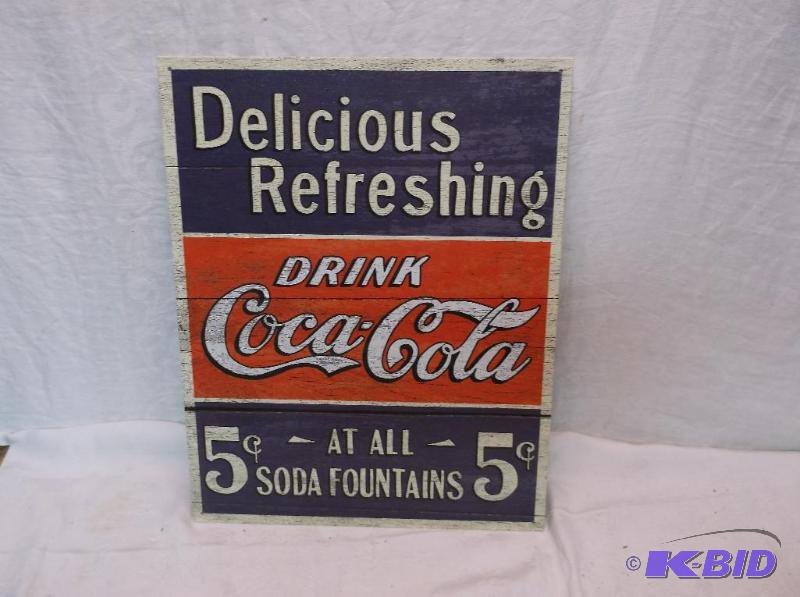 Delicious
Refreshing
DRINK
Coca-Cola
5¢ AT ALL 5¢
SODA FOUNTAINS
© K-BID